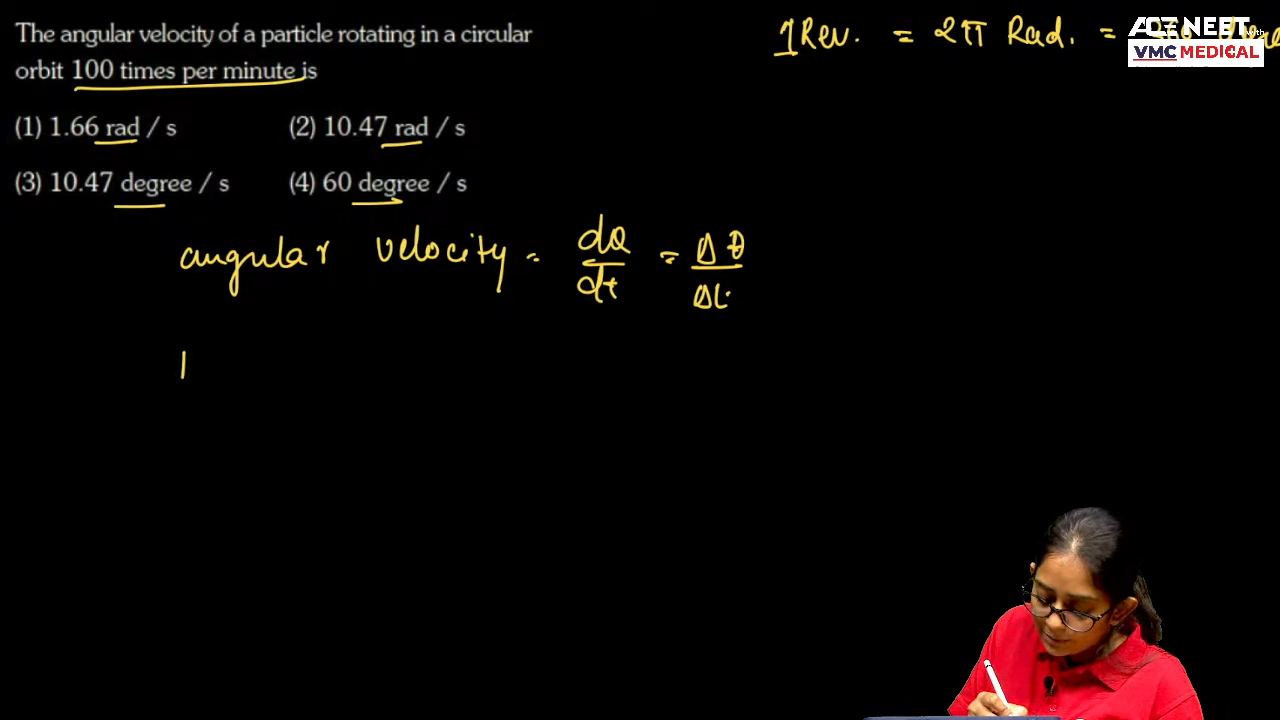 The angular velocity of a particle rotating in a circular
orbit 100 times per minute is
(1) 1.66 rad / s (2) 10.47 rad / s
(3) 10.47 degree / s (4) 60 degree / s
1 Rev. = 2π Rad. =
NEET
VMC MEDICAL
angular velocity = dθ/dt = Δθ/Δt